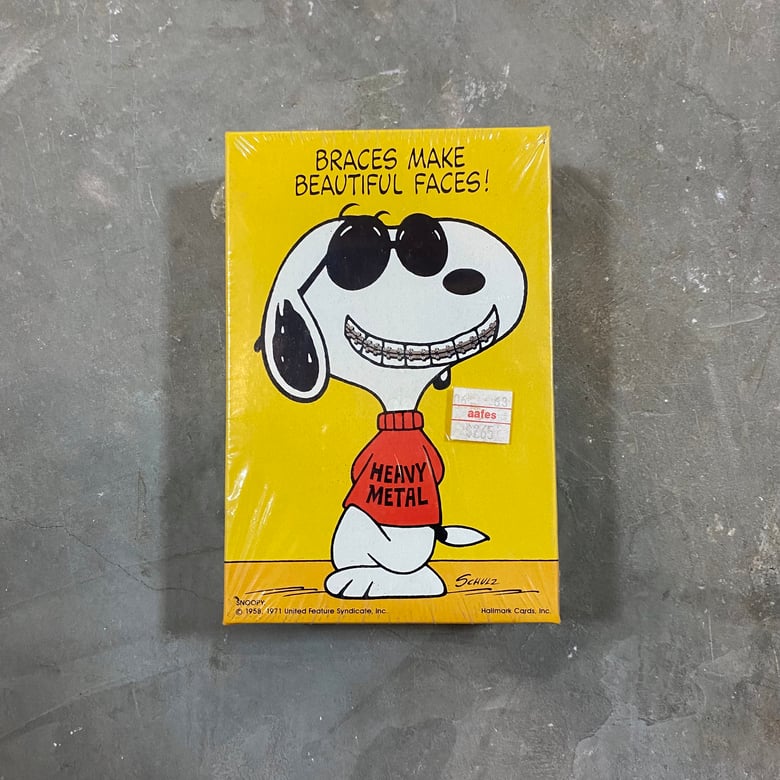 BRACES MAKE
BEAUTIFUL FACES!
aafes
HEAVY
METAL
SCHULZ
SNOOPY
© 1958, 1971 United Feature Syndicate, Inc.
Hallmark Cards, Inc.